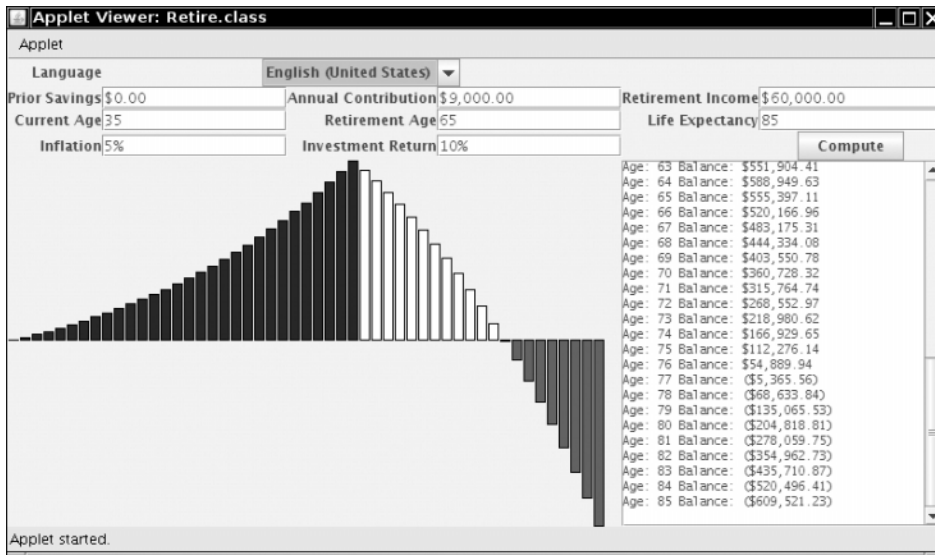 Applet Viewer: Retire.class
Applet
Language English (United States)
Prior Savings $0.00 Annual Contribution $9,000.00 Retirement Income $60,000.00
Current Age 35 Retirement Age 65 Life Expectancy 85
Inflation 5% Investment Return 10% Compute
Age: 63 Balance: $551,904.41
Age: 64 Balance: $588,949.63
Age: 65 Balance: $555,397.11
Age: 66 Balance: $520,166.96
Age: 67 Balance: $483,175.31
Age: 68 Balance: $444,334.08
Age: 69 Balance: $403,550.78
Age: 70 Balance: $360,728.32
Age: 71 Balance: $315,764.74
Age: 72 Balance: $268,552.97
Age: 73 Balance: $218,980.62
Age: 74 Balance: $166,929.65
Age: 75 Balance: $112,276.14
Age: 76 Balance: $54,889.94
Age: 77 Balance: ($5,365.56)
Age: 78 Balance: ($68,633.84)
Age: 79 Balance: ($135,065.53)
Age: 80 Balance: ($204,818.81)
Age: 81 Balance: ($278,059.75)
Age: 82 Balance: ($354,962.73)
Age: 83 Balance: ($435,710.87)
Age: 84 Balance: ($520,496.41)
Age: 85 Balance: ($609,521.23)
Applet started.